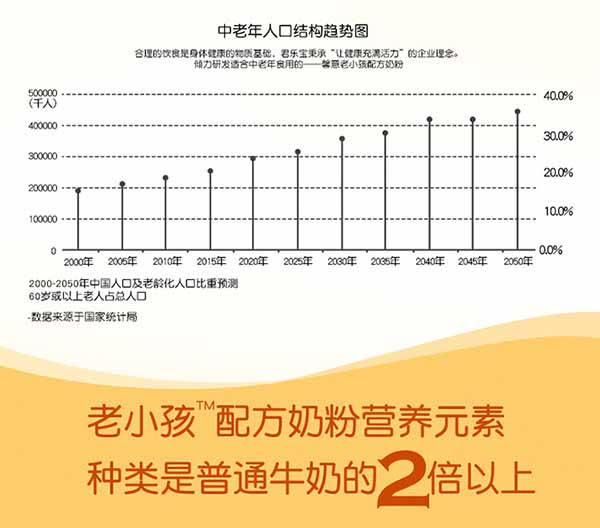 中老年人口结构趋势图
合理的饮食是身体健康的物质基础，君乐宝秉承“让健康充满活力”的企业理念。
倾力研发适合中老年食用的——馨意老小孩配方奶粉
500000
(千人)
400000
300000
200000
100000
0
40.0%
30.0%
20.0%
10.0%
0.0%
2000年 2005年 2010年 2015年 2020年 2025年 2030年 2035年 2040年 2045年 2050年
2000-2050年中国人口及老龄化人口比重预测
60岁或以上老人占总人口
-数据来源于国家统计局
老小孩™配方奶粉营养元素
种类是普通牛奶的2倍以上